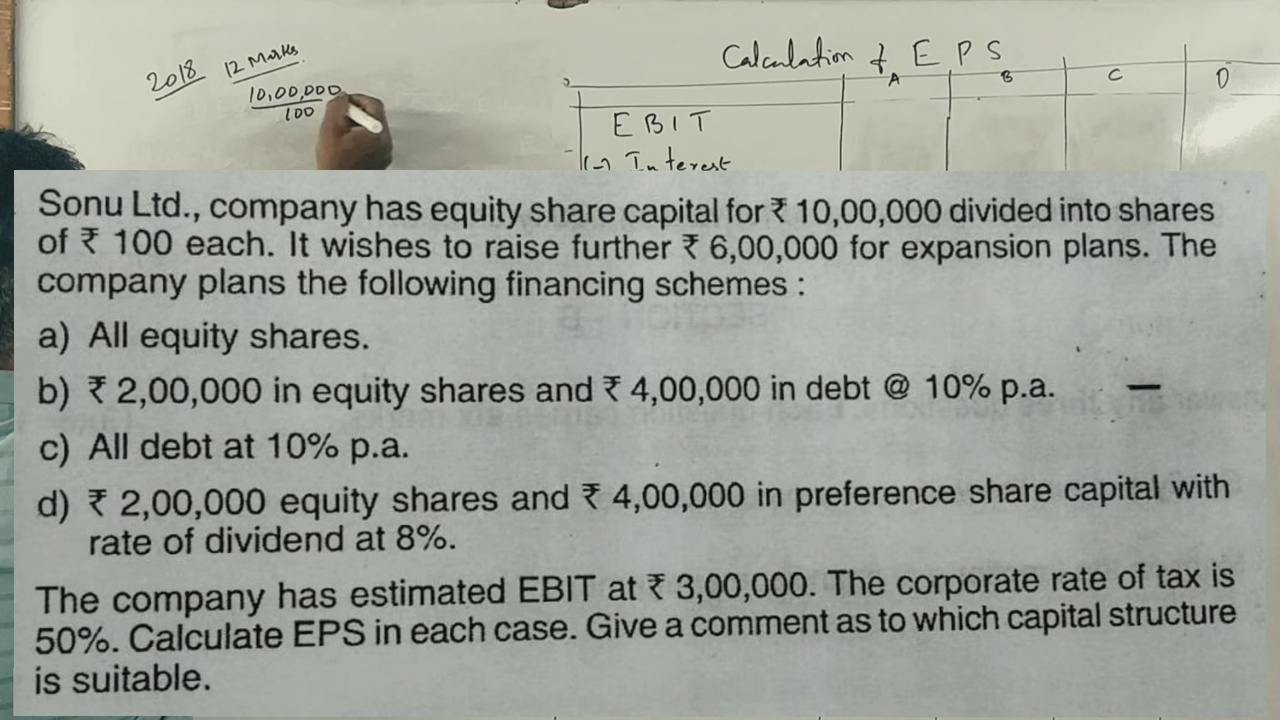 2018 12 Marks
10,00,000
100
Calculation of EPS
A B C D
EBIT
(-) Interest
Sonu Ltd., company has equity share capital for ₹ 10,00,000 divided into shares
of ₹ 100 each. It wishes to raise further ₹ 6,00,000 for expansion plans. The
company plans the following financing schemes :
a) All equity shares.
b) ₹ 2,00,000 in equity shares and ₹ 4,00,000 in debt @ 10% p.a. —
c) All debt at 10% p.a.
d) ₹ 2,00,000 equity shares and ₹ 4,00,000 in preference share capital with
rate of dividend at 8%.
The company has estimated EBIT at ₹ 3,00,000. The corporate rate of tax is
50%. Calculate EPS in each case. Give a comment as to which capital structure
is suitable.